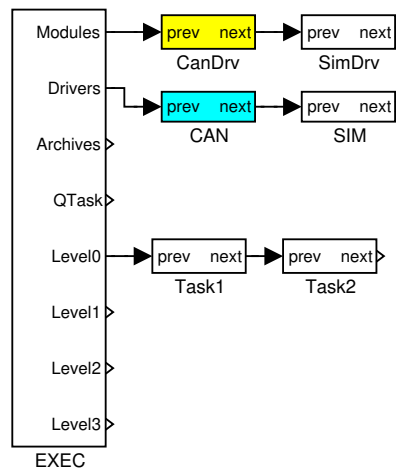 Modules prev next prev next
CanDrv SimDrv
Drivers prev next prev next
CAN SIM
Archives
QTask
Level0 prev next prev next
Task1 Task2
Level1
Level2
Level3
EXEC